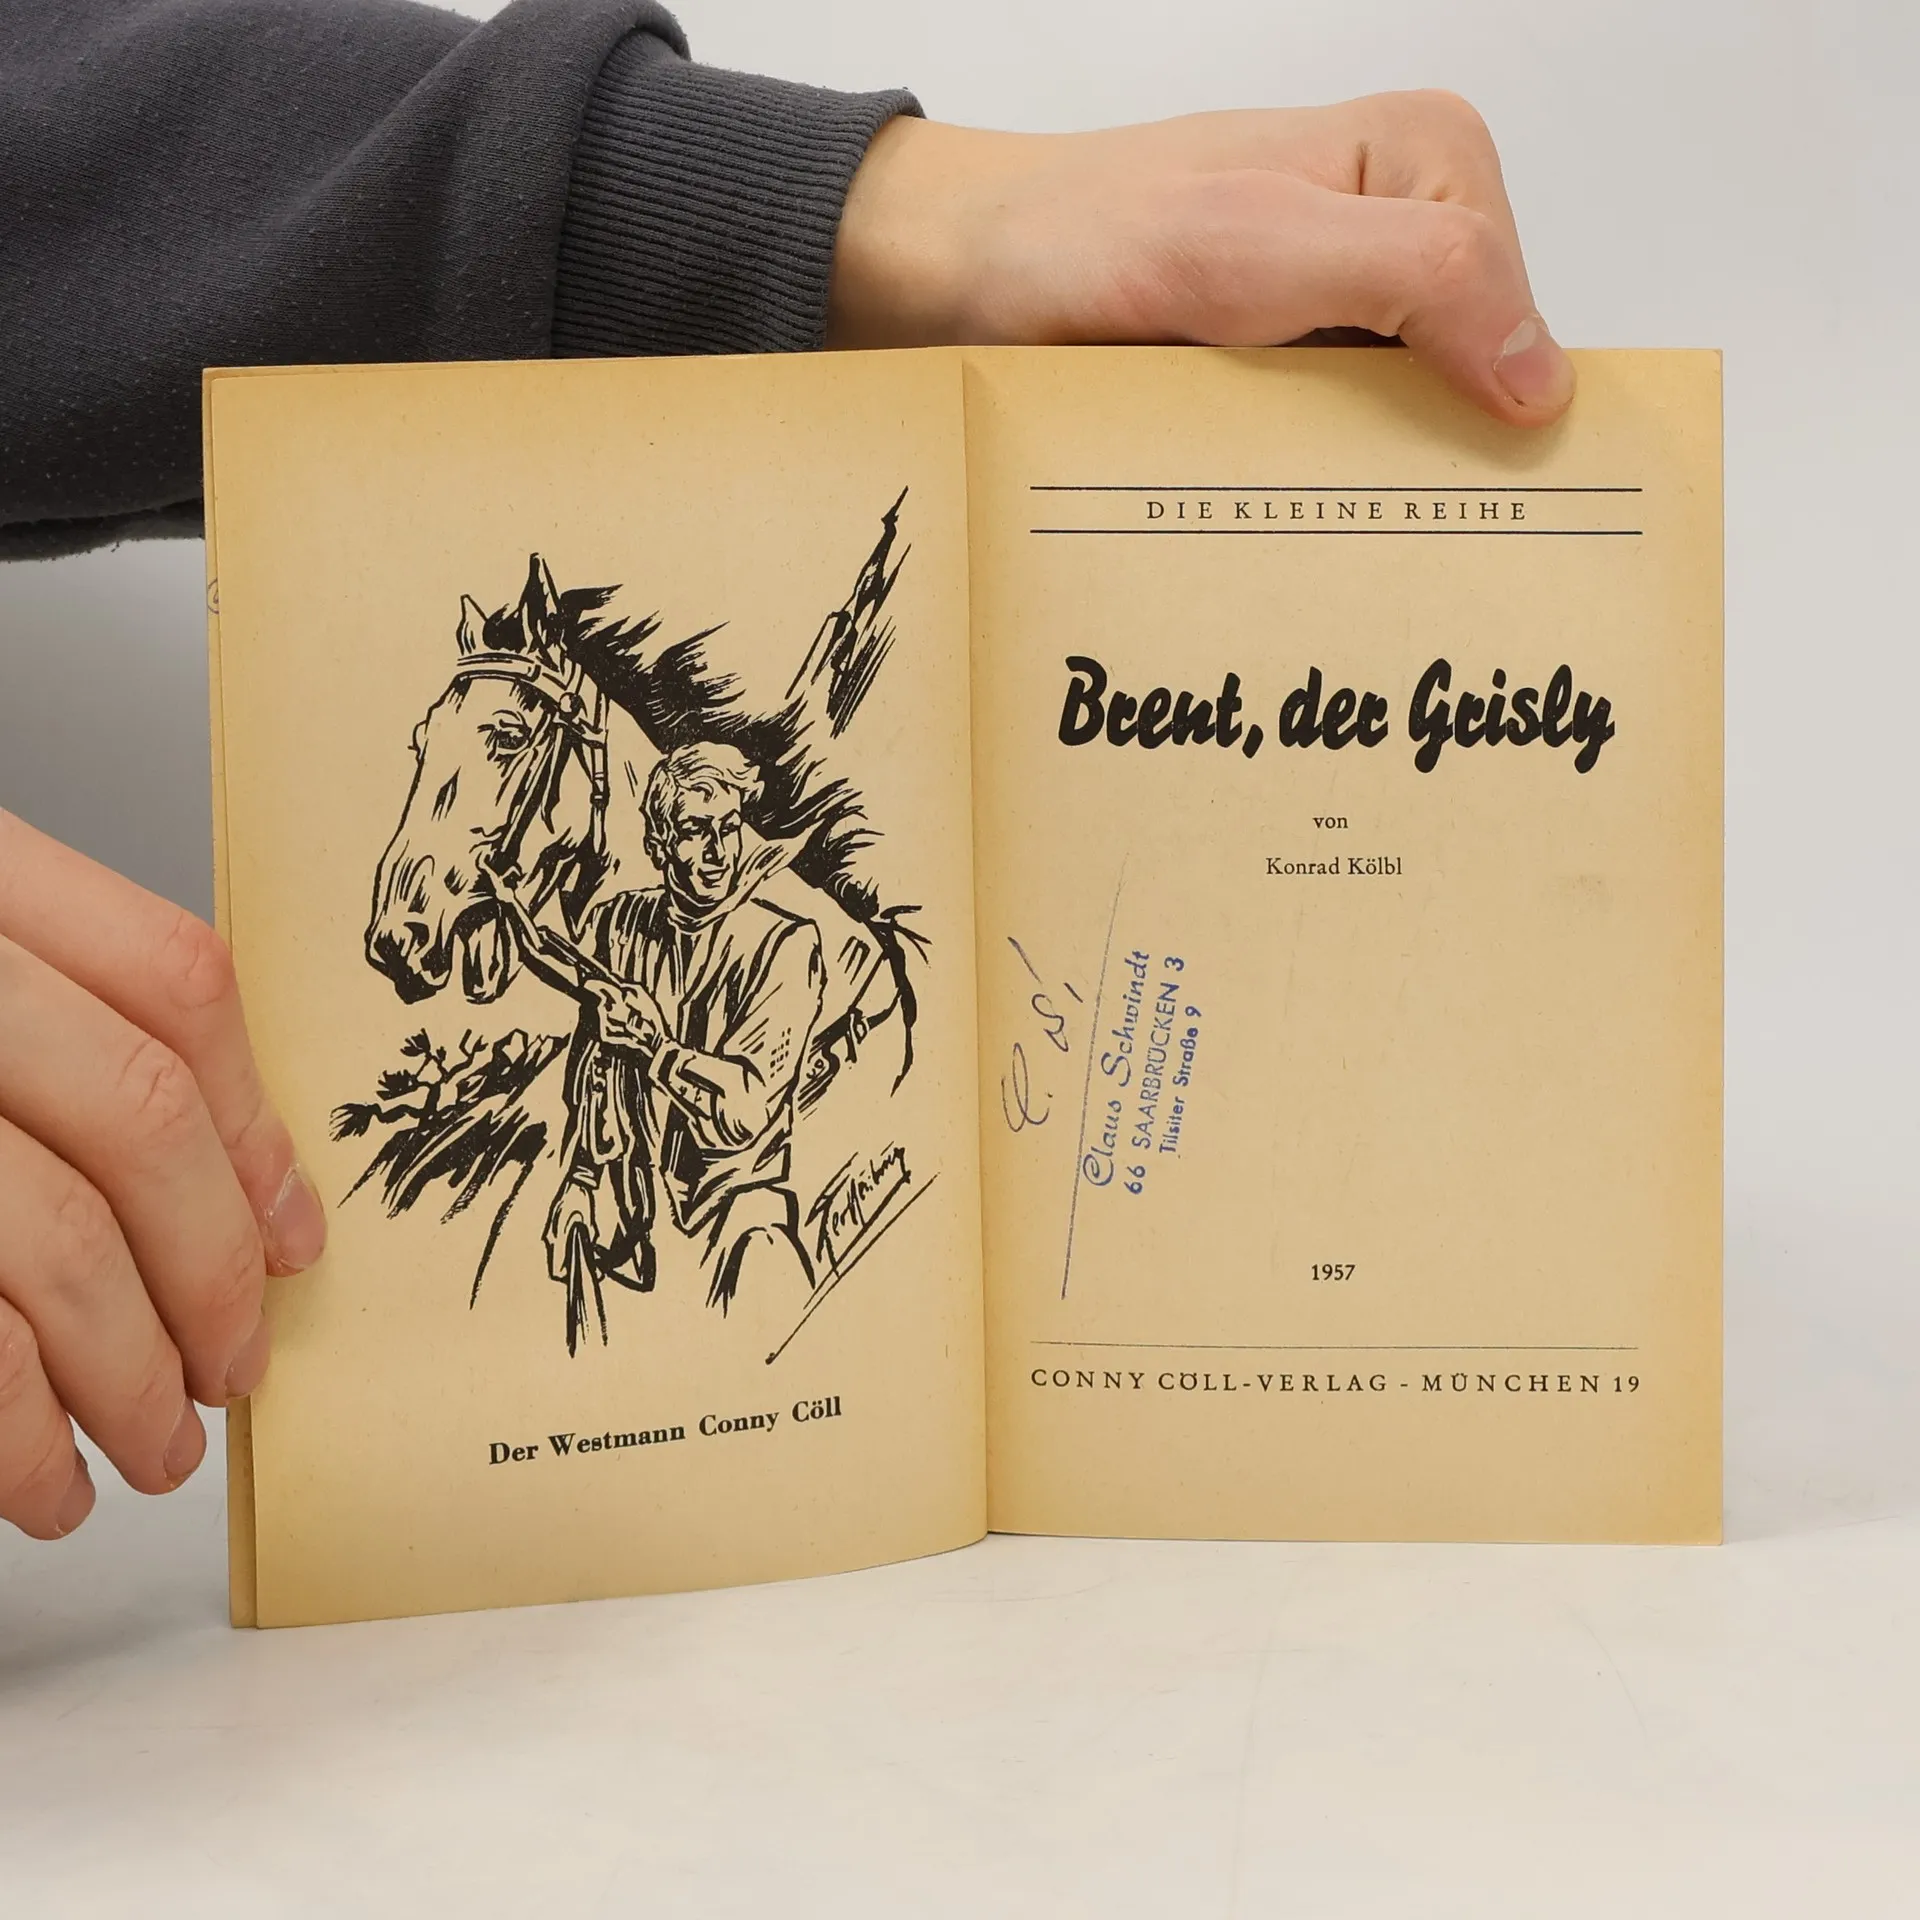 Der Westmann Conny Cöll
DIE KLEINE REIHE
Brent, der Grisly
von
Konrad Kölbl
Claus Schwindt
66 SAARBRÜCKEN 3
Tilsiter Straße 9
1957
CONNY CÖLL-VERLAG - MÜNCHEN 19